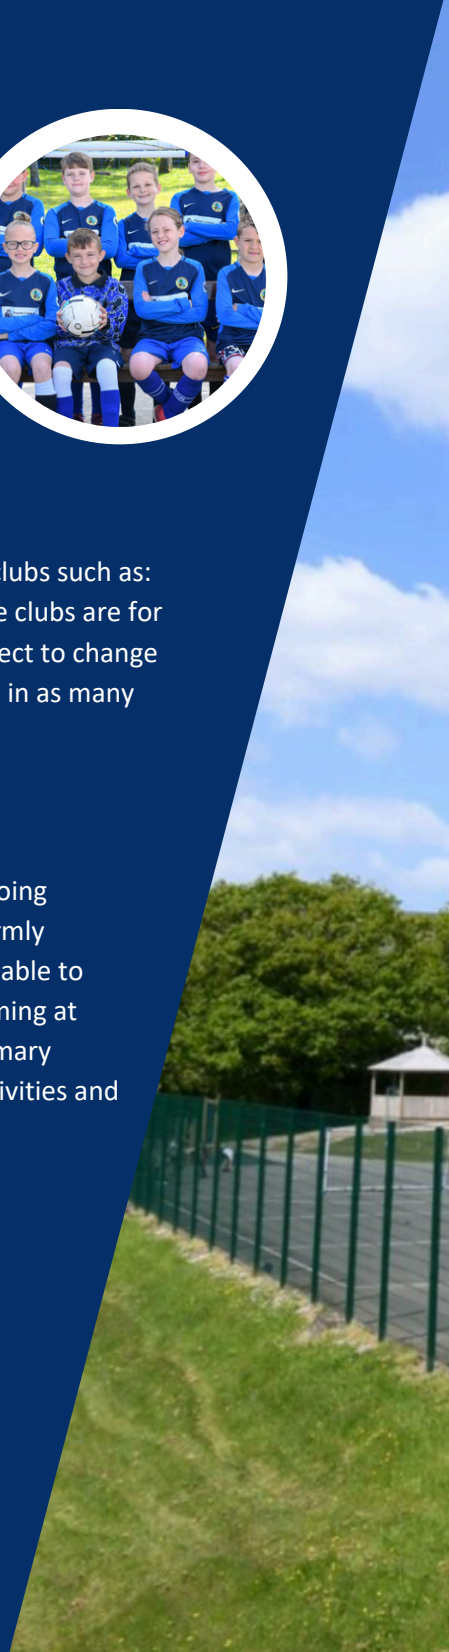 lubs such as:
e clubs are for
ect to change
in as many
oing
rmly
able to
ning at
mary
ivities and